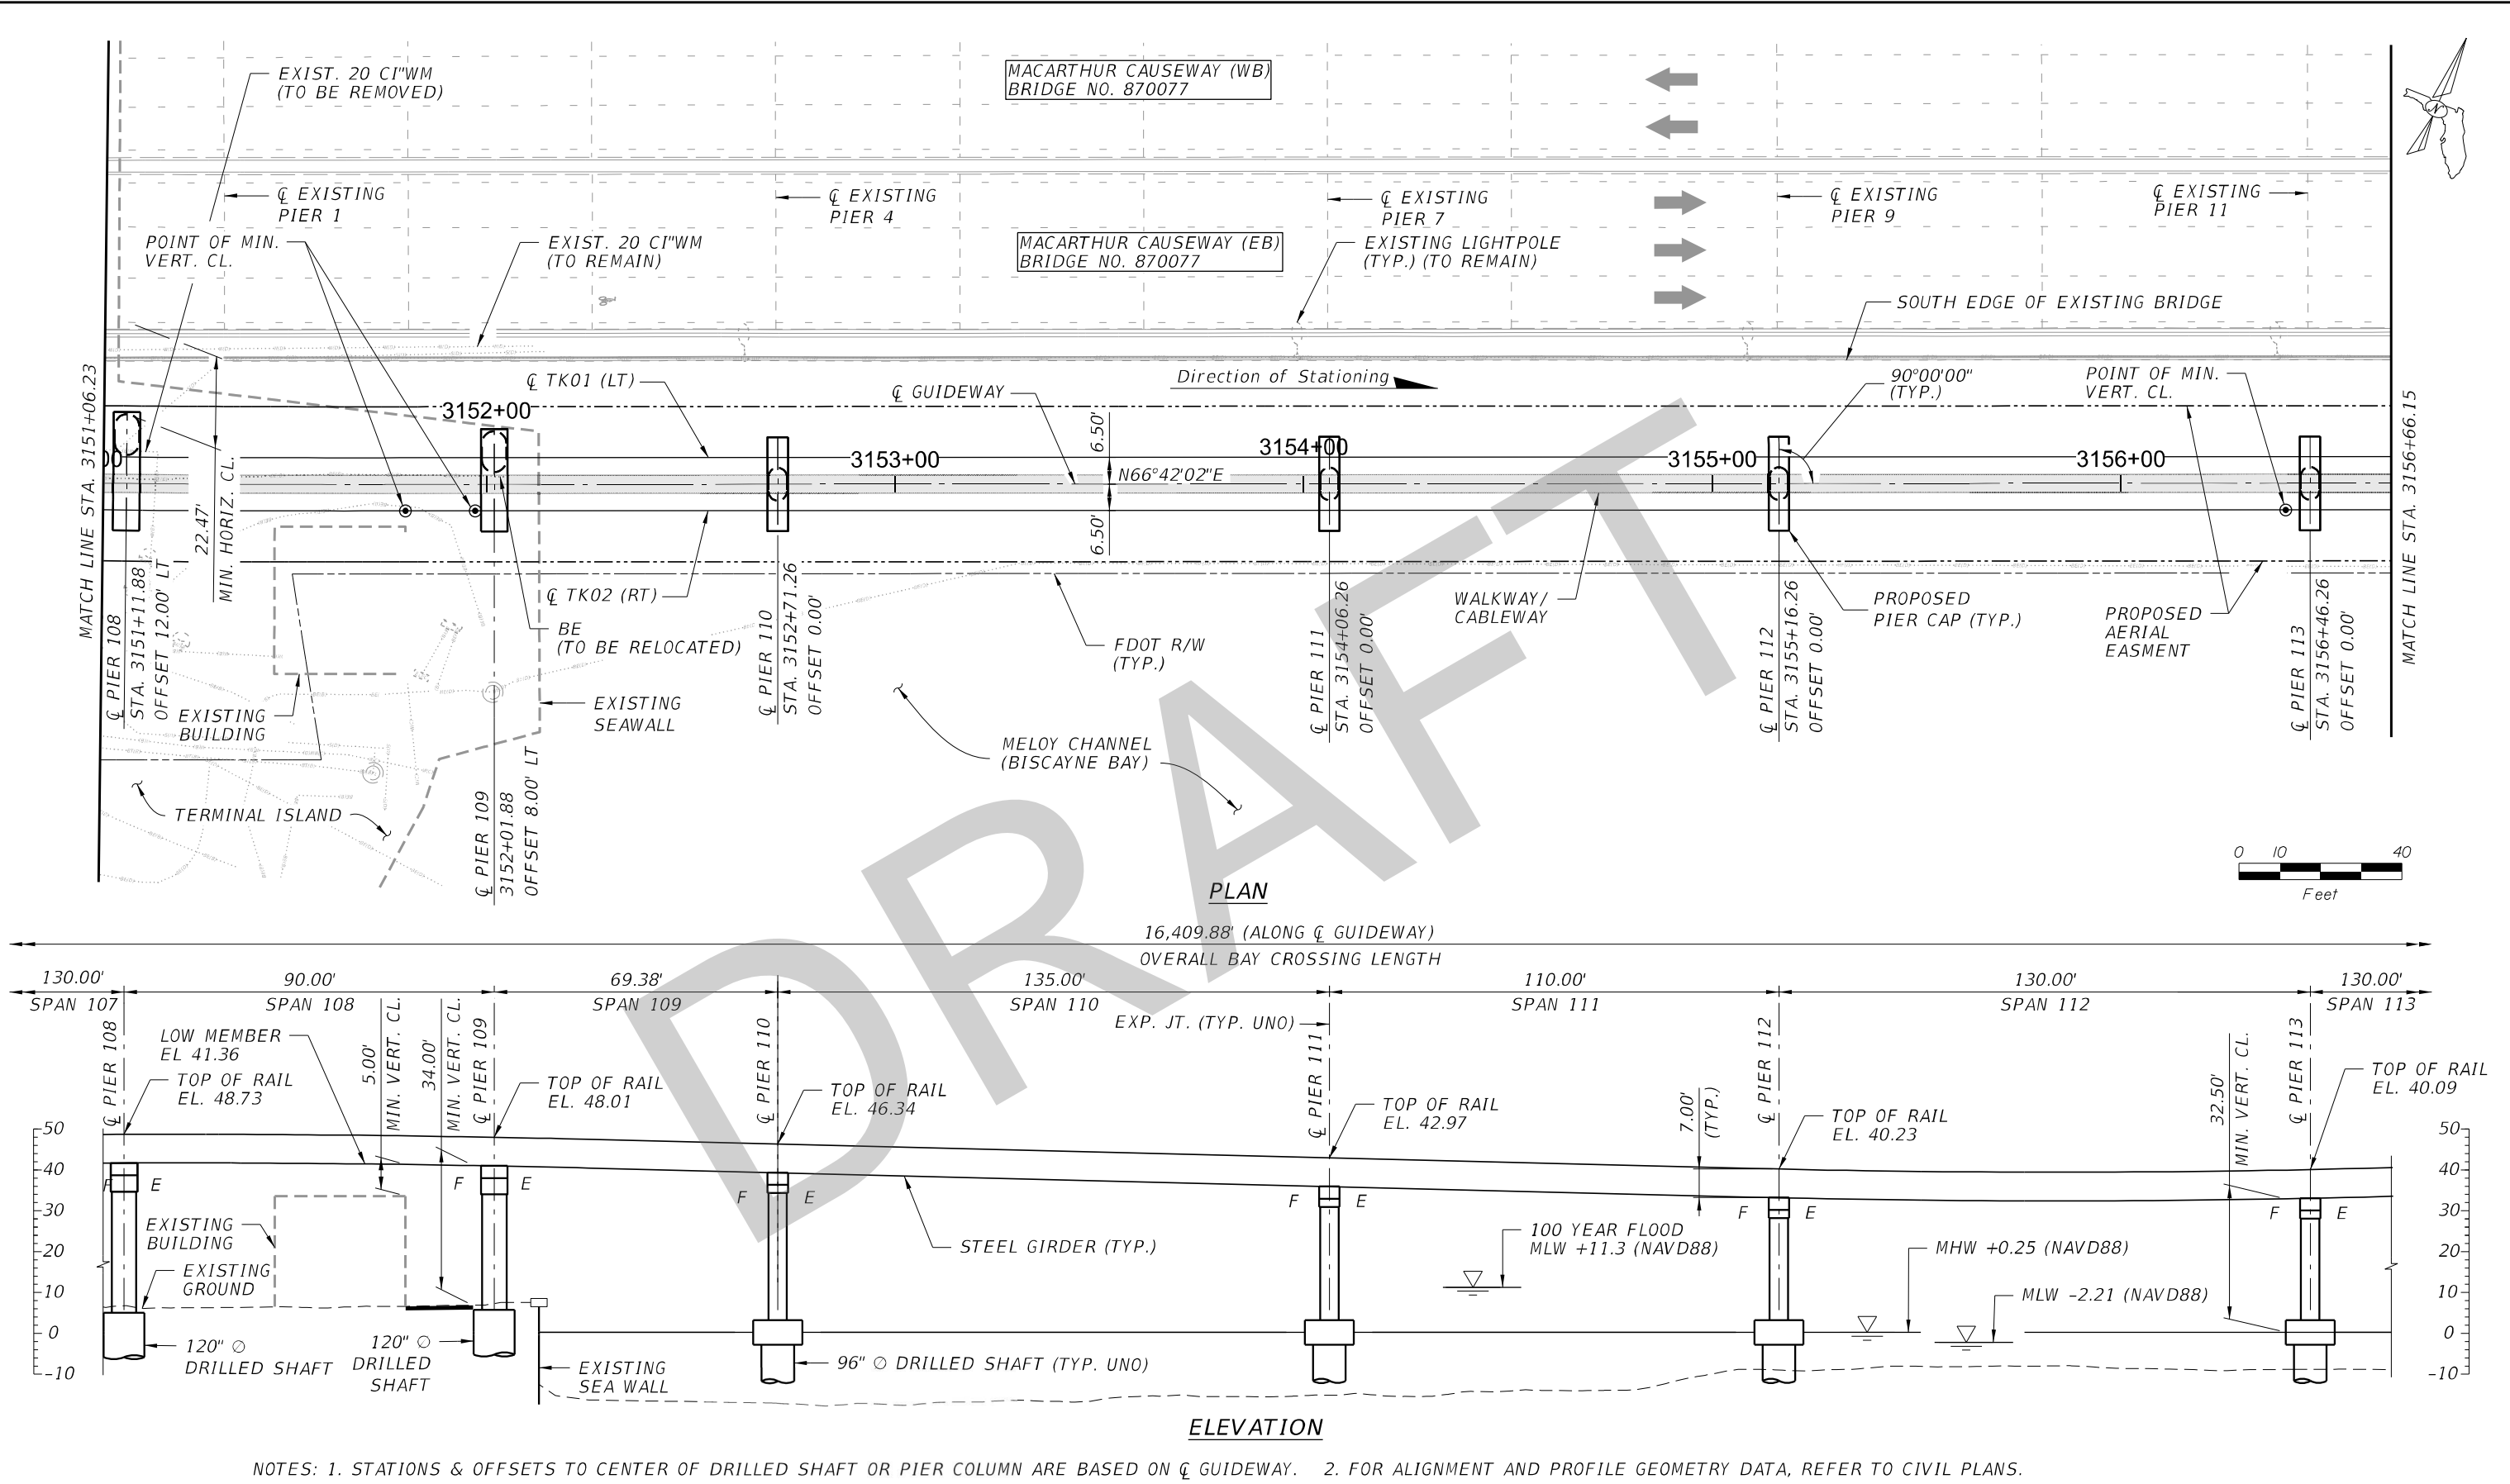 EXIST. 20 CI"WM
(TO BE REMOVED)
MACARTHUR CAUSEWAY (WB)
BRIDGE NO. 870077
N
℄ EXISTING
PIER 1
℄ EXISTING
PIER 4
℄ EXISTING
PIER 7
℄ EXISTING
PIER 9
℄ EXISTING
PIER 11
POINT OF MIN.
VERT. CL.
EXIST. 20 CI"WM
(TO REMAIN)
MACARTHUR CAUSEWAY (EB)
BRIDGE NO. 870077
EXISTING LIGHTPOLE
(TYP.) (TO REMAIN)
SOUTH EDGE OF EXISTING BRIDGE
MATCH LINE STA. 3151+06.23
℄ TK01 (LT)
℄ GUIDEWAY
Direction of Stationing
90°00'00"
(TYP.)
POINT OF MIN.
VERT. CL.
MATCH LINE STA. 3156+66.15
00
3152+00
3153+00
3154+00
3155+00
3156+00
6.50'
6.50'
N66°42'02"E
22.47'
MIN. HORIZ. CL.
℄ PIER 108
STA. 3151+11.88
OFFSET 12.00' LT
℄ TK02 (RT)
BE
(TO BE RELOCATED)
℄ PIER 110
STA. 3152+71.26
OFFSET 0.00'
FDOT R/W
(TYP.)
℄ PIER 111
STA. 3154+06.26
OFFSET 0.00'
WALKWAY/
CABLEWAY
℄ PIER 112
STA. 3155+16.26
OFFSET 0.00'
PROPOSED
PIER CAP (TYP.)
PROPOSED
AERIAL
EASMENT
℄ PIER 113
STA. 3156+46.26
OFFSET 0.00'
EXISTING
BUILDING
EXISTING
SEAWALL
MELOY CHANNEL
(BISCAYNE BAY)
TERMINAL ISLAND
℄ PIER 109
3152+01.88
OFFSET 8.00' LT
DRAFT
0 10 40
Feet
PLAN
16,409.88' (ALONG ℄ GUIDEWAY)
OVERALL BAY CROSSING LENGTH
130.00'
SPAN 107
90.00'
SPAN 108
69.38'
SPAN 109
135.00'
SPAN 110
110.00'
SPAN 111
130.00'
SPAN 112
130.00'
SPAN 113
℄ PIER 108
LOW MEMBER
EL 41.36
TOP OF RAIL
EL. 48.73
5.00'
MIN. VERT. CL.
34.00'
MIN. VERT. CL.
℄ PIER 109
TOP OF RAIL
EL. 48.01
℄ PIER 110
TOP OF RAIL
EL. 46.34
EXP. JT. (TYP. UNO)
℄ PIER 111
TOP OF RAIL
EL. 42.97
7.00'
(TYP.)
℄ PIER 112
TOP OF RAIL
EL. 40.23
32.50'
MIN. VERT. CL.
℄ PIER 113
TOP OF RAIL
EL. 40.09
50
40
30
20
10
0
-10
50
40
30
20
10
0
-10
F E
F E
F E
F E
F E
F E
EXISTING
BUILDING
EXISTING
GROUND
STEEL GIRDER (TYP.)
100 YEAR FLOOD
MLW +11.3 (NAVD88)
MHW +0.25 (NAVD88)
MLW -2.21 (NAVD88)
120" ∅
DRILLED SHAFT
120" ∅
DRILLED
SHAFT
EXISTING
SEA WALL
96" ∅ DRILLED SHAFT (TYP. UNO)
ELEVATION
NOTES: 1. STATIONS & OFFSETS TO CENTER OF DRILLED SHAFT OR PIER COLUMN ARE BASED ON ℄ GUIDEWAY. 2. FOR ALIGNMENT AND PROFILE GEOMETRY DATA, REFER TO CIVIL PLANS.